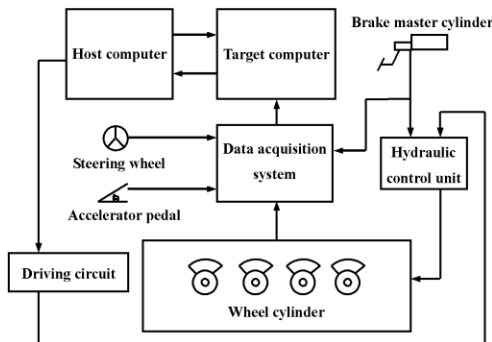 Brake master cylinder
Host computer
Target computer
Steering wheel
Data acquisition
system
Hydraulic
control unit
Accelerator pedal
Driving circuit
Wheel cylinder